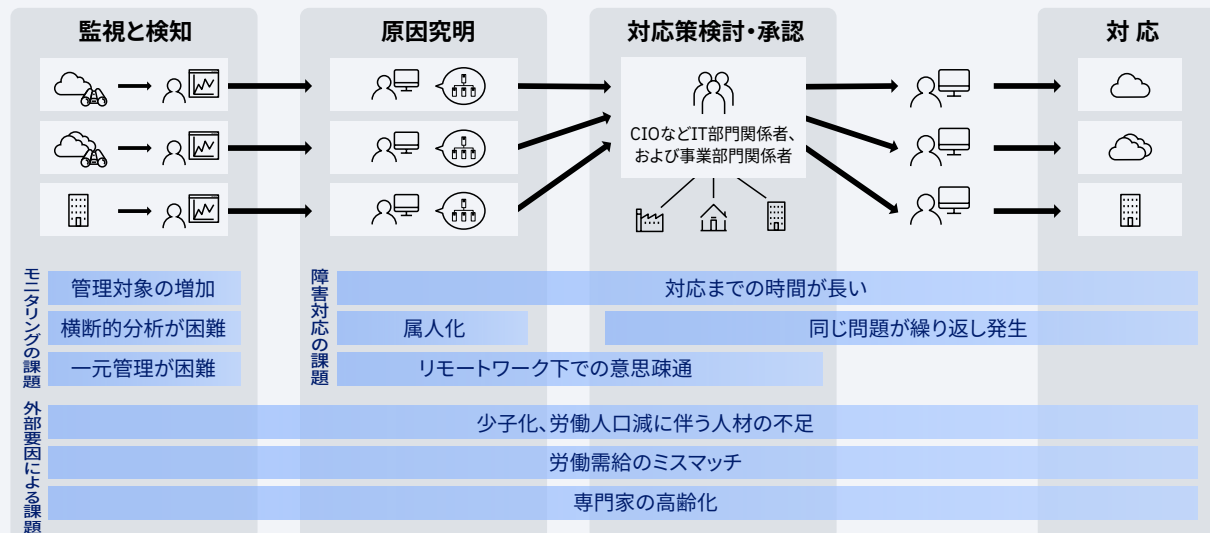 監視と検知
原因究明
対応策検討・承認
対 応
CIOなどIT部門関係者、
および事業部門関係者
モニタリングの課題
管理対象の増加
横断的分析が困難
一元管理が困難
障害対応の課題
対応までの時間が長い
属人化
同じ問題が繰り返し発生
リモートワーク下での意思疎通
外部要因による課題
少子化、労働人口減に伴う人材の不足
労働需給のミスマッチ
専門家の高齢化